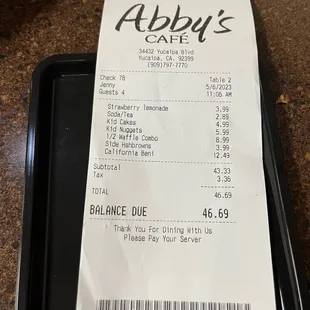 Abby's
CAFÉ
34432 Yucaipa Blvd
Yucaipa, CA. 92399
(909)797-7770
Check 78 Table 2
Jenny 5/6/2023
Guests 4 11:06 AM
Strawberry lemonade 3.99
Soda/Tea 2.89
Kid Cakes 4.99
Kid Nuggets 5.99
1/2 Waffle Combo 8.99
Side Hshbrowns 3.99
California Beni 12.49
Subtotal 43.33
Tax 3.36
TOTAL 46.69
BALANCE DUE 46.69
Thank You For Dining With Us
Please Pay Your Server